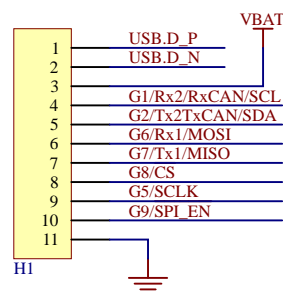 VBAT
1 USB.D_P
2 USB.D_N
3
4 G1/Rx2/RxCAN/SCL
5 G2/Tx2TxCAN/SDA
6 G6/Rx1/MOSI
7 G7/Tx1/MISO
8 G8/CS
9 G5/SCLK
10 G9/SPI_EN
11
H1